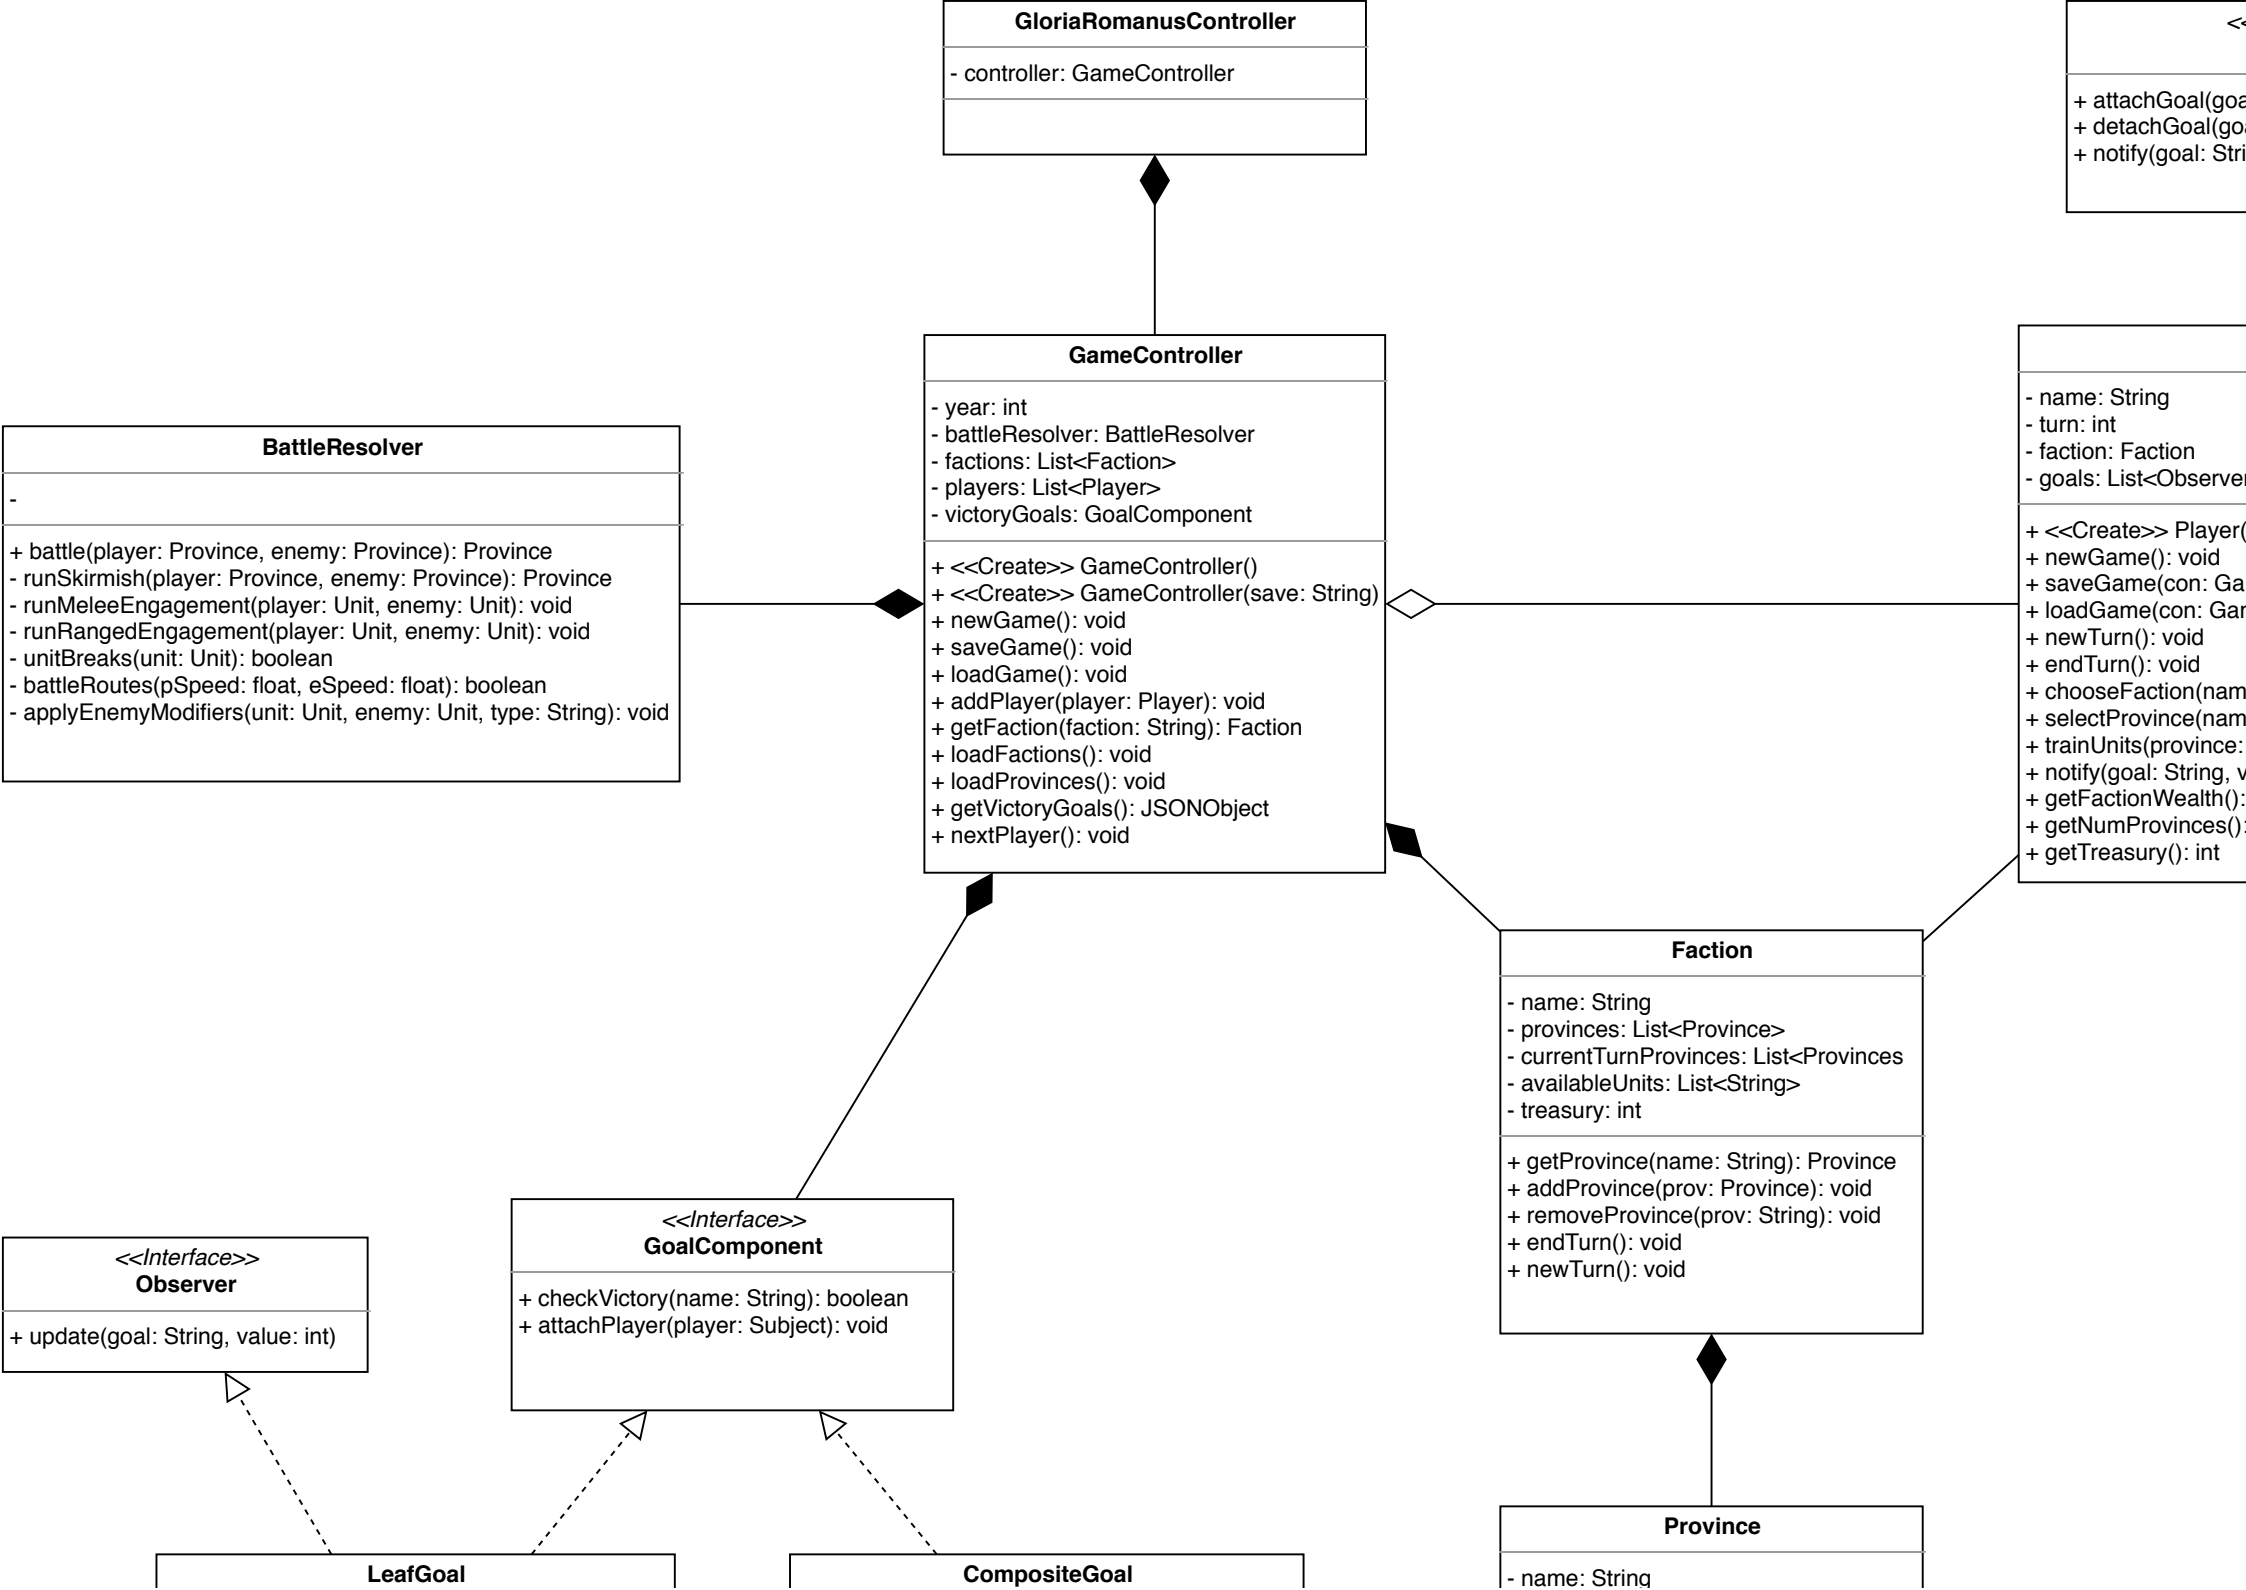 GloriaRomanusController
- controller: GameController
<<
+ attachGoal(goa
+ detachGoal(goa
+ notify(goal: Stri
GameController
- year: int
- battleResolver: BattleResolver
- factions: List<Faction>
- players: List<Player>
- victoryGoals: GoalComponent
+ <<Create>> GameController()
+ <<Create>> GameController(save: String)
+ newGame(): void
+ saveGame(): void
+ loadGame(): void
+ addPlayer(player: Player): void
+ getFaction(faction: String): Faction
+ loadFactions(): void
+ loadProvinces(): void
+ getVictoryGoals(): JSONObject
+ nextPlayer(): void
- name: String
- turn: int
- faction: Faction
- goals: List<Observer
+ <<Create>> Player(
+ newGame(): void
+ saveGame(con: Ga
+ loadGame(con: Gar
+ newTurn(): void
+ endTurn(): void
+ chooseFaction(nam
+ selectProvince(nam
+ trainUnits(province:
+ notify(goal: String, v
+ getFactionWealth():
+ getNumProvinces():
+ getTreasury(): int
BattleResolver
-
+ battle(player: Province, enemy: Province): Province
- runSkirmish(player: Province, enemy: Province): Province
- runMeleeEngagement(player: Unit, enemy: Unit): void
- runRangedEngagement(player: Unit, enemy: Unit): void
- unitBreaks(unit: Unit): boolean
- battleRoutes(pSpeed: float, eSpeed: float): boolean
- applyEnemyModifiers(unit: Unit, enemy: Unit, type: String): void
Faction
- name: String
- provinces: List<Province>
- currentTurnProvinces: List<Provinces
- availableUnits: List<String>
- treasury: int
+ getProvince(name: String): Province
+ addProvince(prov: Province): void
+ removeProvince(prov: String): void
+ endTurn(): void
+ newTurn(): void
<<Interface>>
GoalComponent
+ checkVictory(name: String): boolean
+ attachPlayer(player: Subject): void
<<Interface>>
Observer
+ update(goal: String, value: int)
LeafGoal
CompositeGoal
Province
- name: String